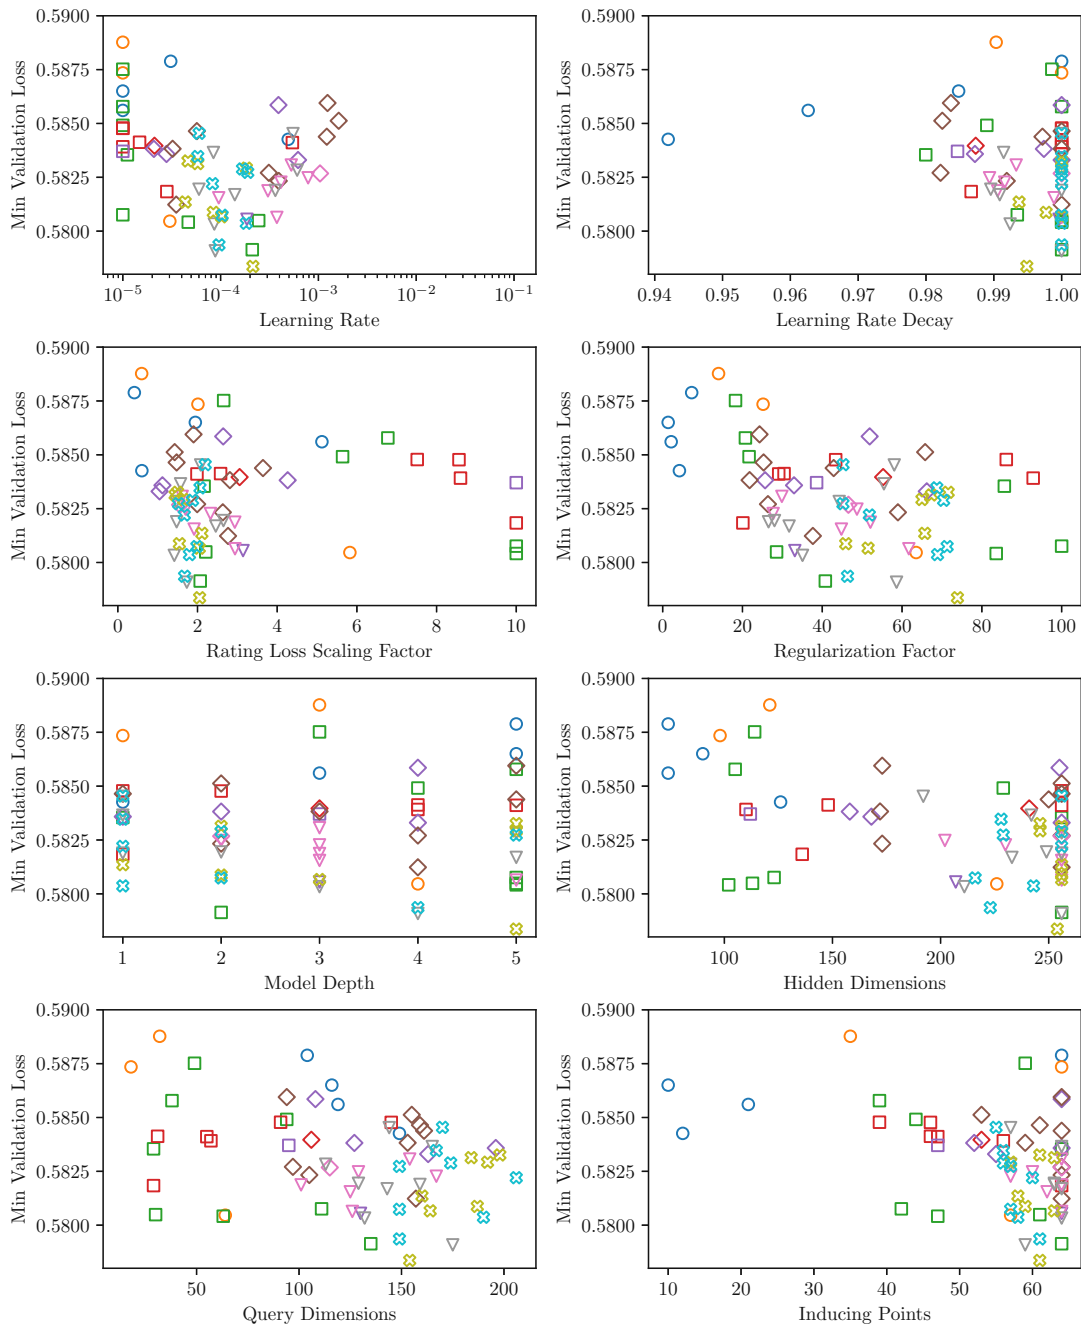 0.5900
0.5875
0.5850
0.5825
0.5800
Min Validation Loss
10⁻⁵ 10⁻⁴ 10⁻³ 10⁻² 10⁻¹
Learning Rate
0.5900
0.5875
0.5850
0.5825
0.5800
Min Validation Loss
0.94 0.95 0.96 0.97 0.98 0.99 1.00
Learning Rate Decay
0.5900
0.5875
0.5850
0.5825
0.5800
Min Validation Loss
0 2 4 6 8 10
Rating Loss Scaling Factor
0.5900
0.5875
0.5850
0.5825
0.5800
Min Validation Loss
0 20 40 60 80 100
Regularization Factor
0.5900
0.5875
0.5850
0.5825
0.5800
Min Validation Loss
1 2 3 4 5
Model Depth
0.5900
0.5875
0.5850
0.5825
0.5800
Min Validation Loss
100 150 200 250
Hidden Dimensions
0.5900
0.5875
0.5850
0.5825
0.5800
Min Validation Loss
50 100 150 200
Query Dimensions
0.5900
0.5875
0.5850
0.5825
0.5800
Min Validation Loss
10 20 30 40 50 60
Inducing Points